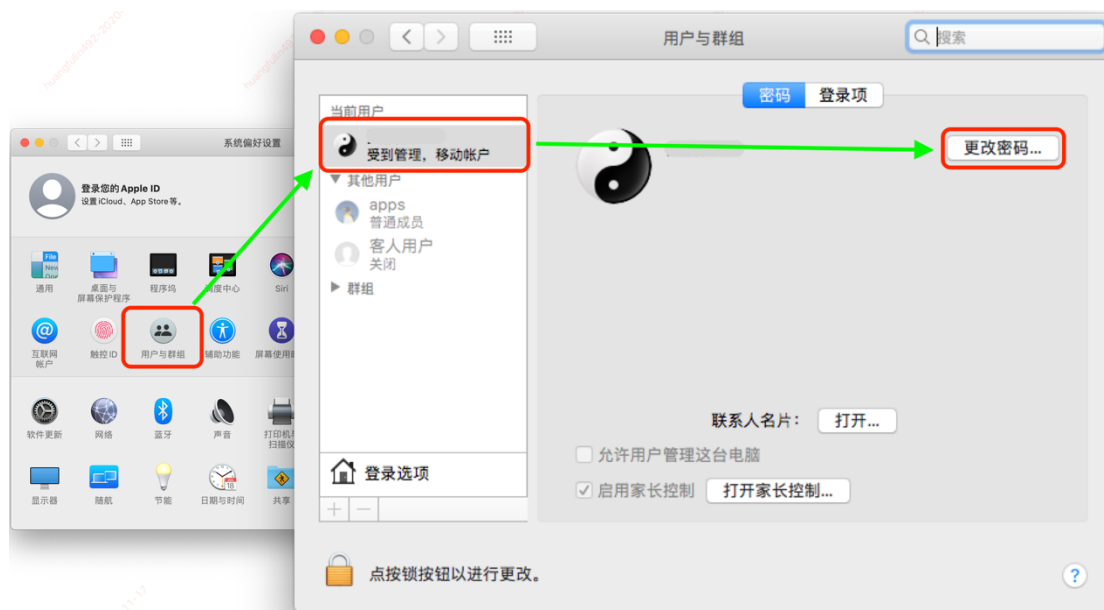 用户与群组
搜索
密码
登录项
当前用户
受到管理，移动帐户
其他用户
apps
普通成员
客人用户
关闭
群组
登录选项
更改密码...
联系人名片：
打开...
允许用户管理这台电脑
启用家长控制
打开家长控制...
点按锁按钮以进行更改。
?
系统偏好设置
登录您的 Apple ID
设置 iCloud、App Store 等。
File
New
通用
桌面与
屏幕保护程序
程序坞
调度中心
Siri
互联网
帐户
触控 ID
用户与群组
辅助功能
屏幕使用时
软件更新
网络
蓝牙
声音
打印机与
扫描仪
显示器
随航
节能
18
日期与时间
共享
11-17